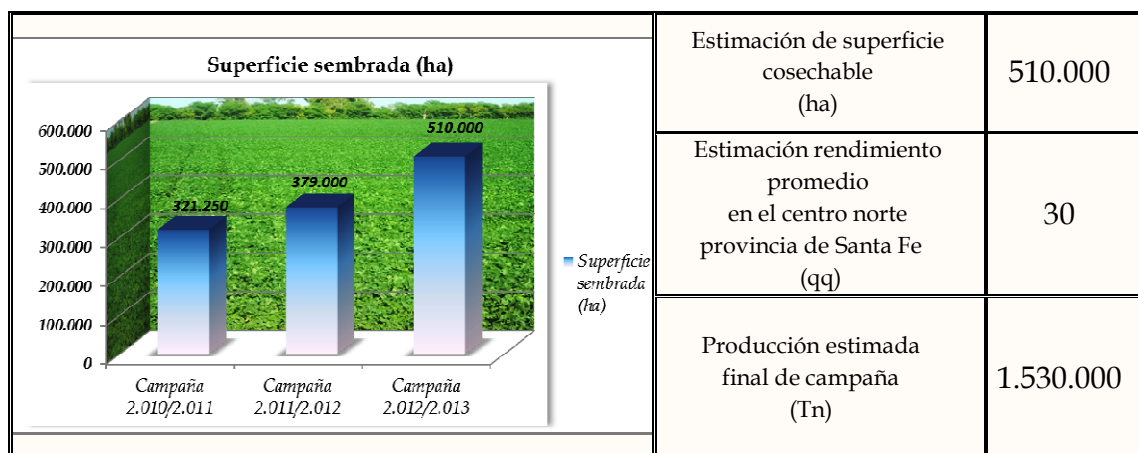 Superficie sembrada (ha)
600.000
500.000
400.000
300.000
200.000
100.000
0
321.250
379.000
510.000
Campaña
2.010/2.011
Campaña
2.011/2.012
Campaña
2.012/2.013
Superficie
sembrada
(ha)
Estimación de superficie
cosechable
(ha)
510.000
Estimación rendimiento
promedio
en el centro norte
provincia de Santa Fe
(qq)
30
Producción estimada
final de campaña
(Tn)
1.530.000